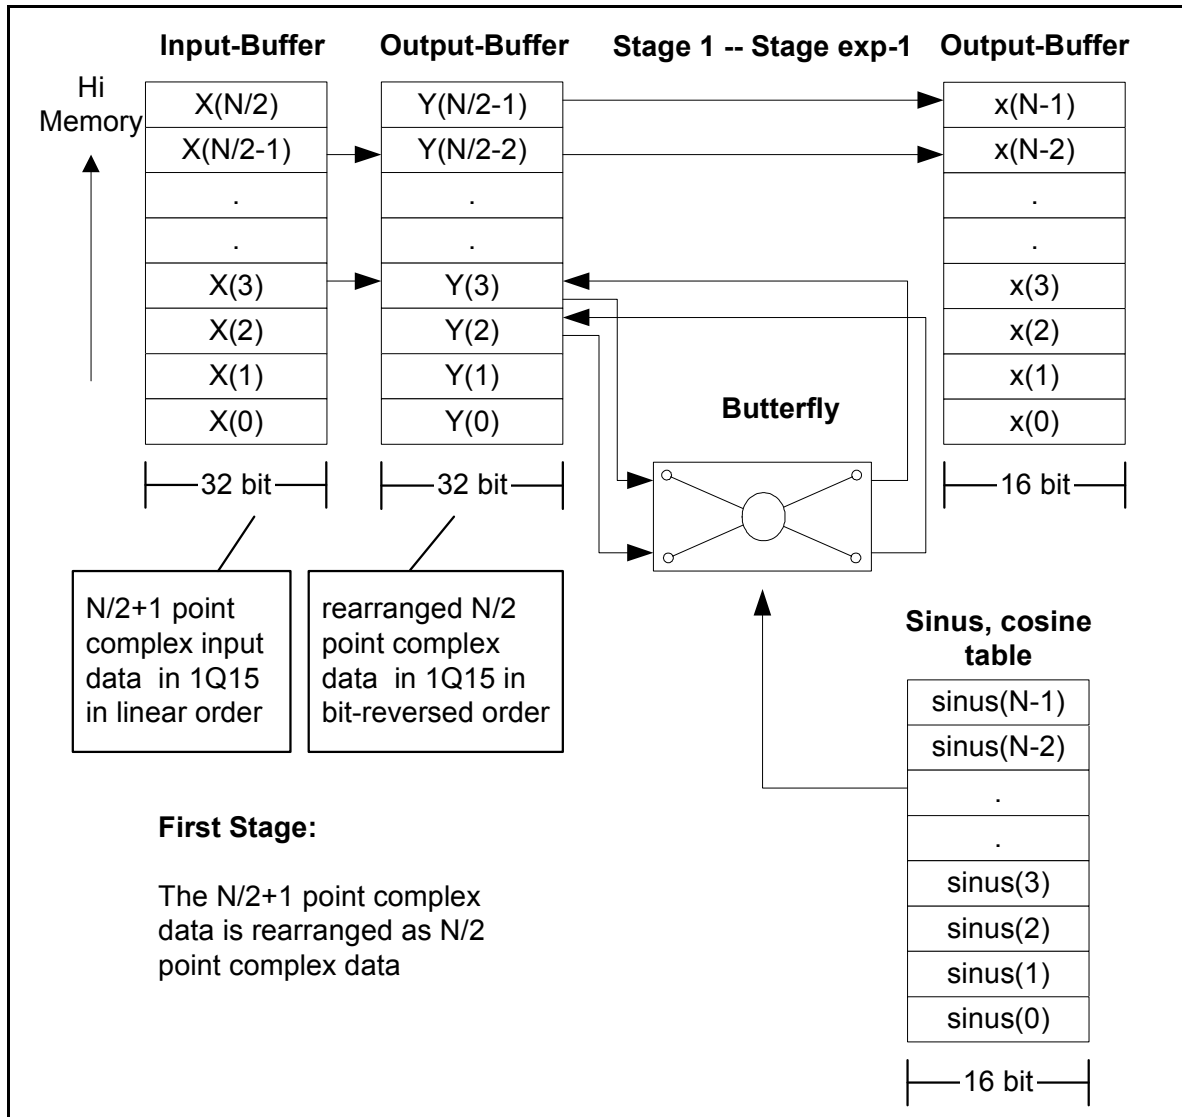 Input-Buffer
Output-Buffer
Stage 1 -- Stage exp-1
Output-Buffer
Hi
Memory
X(N/2)
X(N/2-1)
.
.
X(3)
X(2)
X(1)
X(0)
32 bit
Y(N/2-1)
Y(N/2-2)
.
.
Y(3)
Y(2)
Y(1)
Y(0)
32 bit
x(N-1)
x(N-2)
.
.
x(3)
x(2)
x(1)
x(0)
16 bit
Butterfly
N/2+1 point
complex input
data in 1Q15
in linear order
rearranged N/2
point complex
data in 1Q15 in
bit-reversed order
Sinus, cosine
table
sinus(N-1)
sinus(N-2)
.
.
sinus(3)
sinus(2)
sinus(1)
sinus(0)
16 bit
First Stage:
The N/2+1 point complex
data is rearranged as N/2
point complex data